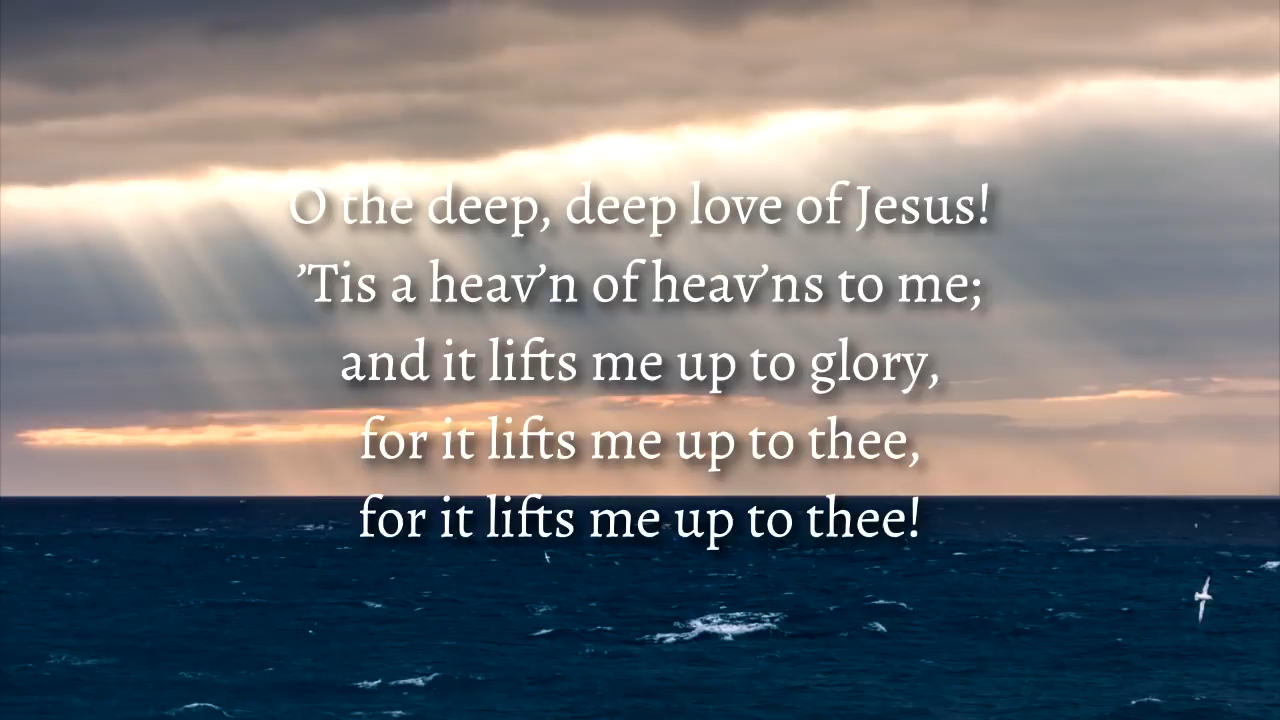 O the deep, deep love of Jesus!
’Tis a heav’n of heav’ns to me;
and it lifts me up to glory,
for it lifts me up to thee,
for it lifts me up to thee!